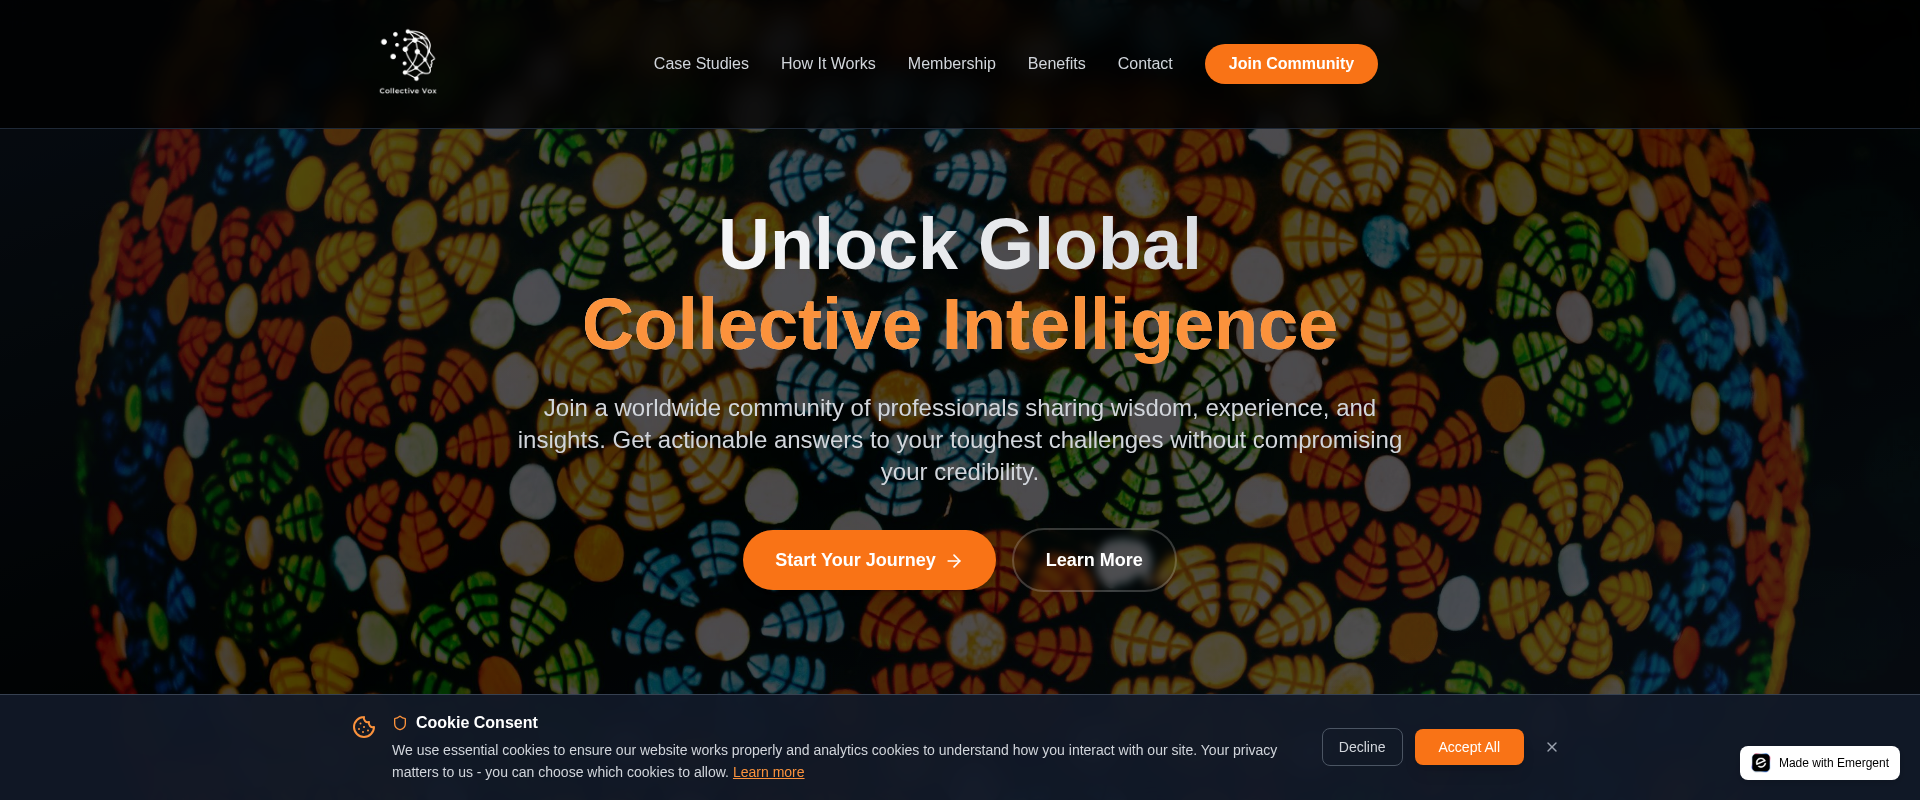 Collective Vox
Case Studies
How It Works
Membership
Benefits
Contact
Join Community
Unlock Global
Collective Intelligence
Join a worldwide community of professionals sharing wisdom, experience, and
insights. Get actionable answers to your toughest challenges without compromising
your credibility.
Start Your Journey →
Learn More
Cookie Consent
We use essential cookies to ensure our website works properly and analytics cookies to understand how you interact with our site. Your privacy
matters to us - you can choose which cookies to allow. Learn more
Decline
Accept All
Made with Emergent